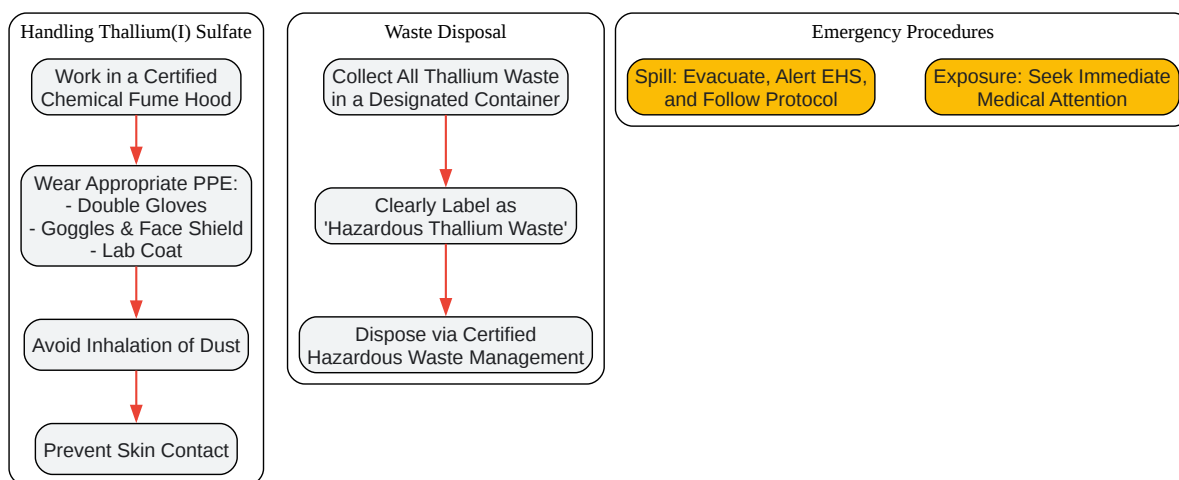 Handling Thallium(I) Sulfate
Work in a Certified
Chemical Fume Hood
Wear Appropriate PPE:
- Double Gloves
- Goggles & Face Shield
- Lab Coat
Avoid Inhalation of Dust
Prevent Skin Contact
Waste Disposal
Collect All Thallium Waste
in a Designated Container
Clearly Label as
'Hazardous Thallium Waste'
Dispose via Certified
Hazardous Waste Management
Emergency Procedures
Spill: Evacuate, Alert EHS,
and Follow Protocol
Exposure: Seek Immediate
Medical Attention